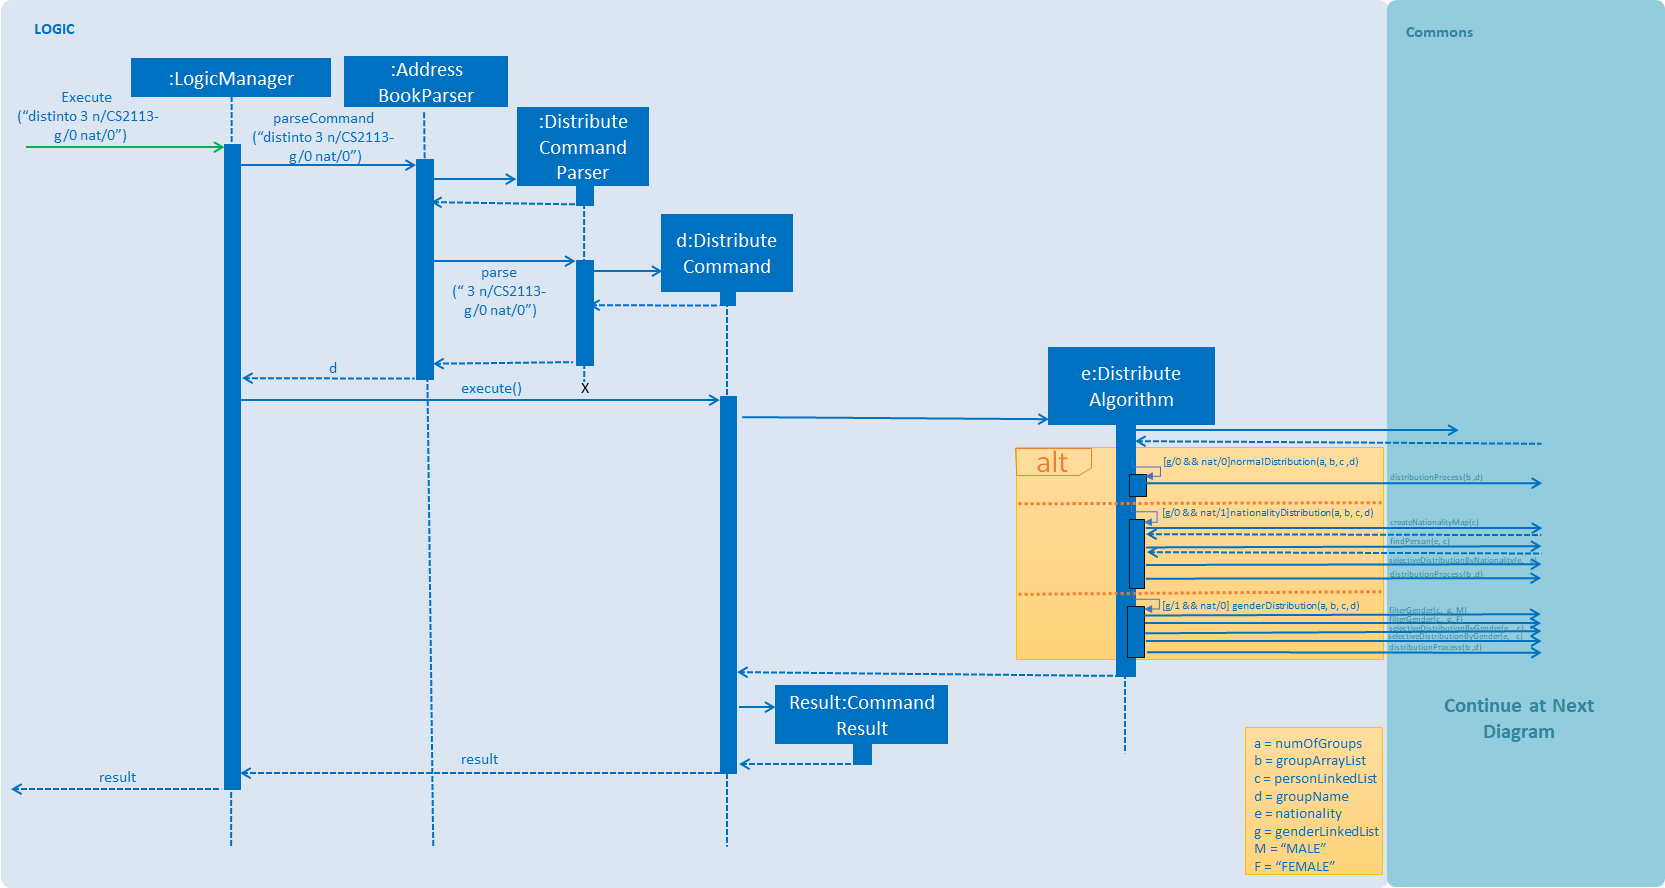 LOGIC
Commons
:LogicManager
:Address
BookParser
Execute
(“distinto 3 n/CS2113-
g/0 nat/0”)
parseCommand
(“distinto 3 n/CS2113-
g/0 nat/0”)
:Distribute
Command
Parser
d:Distribute
Command
parse
(“ 3 n/CS2113-
g/0 nat/0”)
d
X
execute()
e:Distribute
Algorithm
alt
[g/0 && nat/0]normalDistribution(a, b, c ,d)
distributionProcess(b ,d)
[g/0 && nat/1]nationalityDistribution(a, b, c, d)
createNationalityMap(c)
findPerson(e, c)
selectiveDistributionByNationality(e,
distributionProcess(b ,d)
[g/1 && nat/0] genderDistribution(a, b, c, d)
filterGender(c, g, M)
filterGender(c, g, F)
selectiveDistributionByGender(e, c)
selectiveDistributionByGender(e, c)
distributionProcess(b ,d)
Result:Command
Result
Continue at Next
Diagram
result
result
a = numOfGroups
b = groupArrayList
c = personLinkedList
d = groupName
e = nationality
g = genderLinkedList
M = “MALE”
F = “FEMALE”